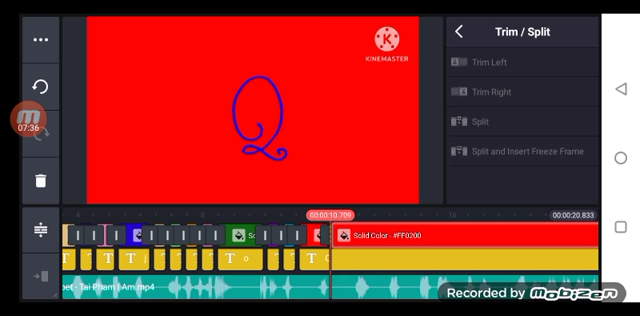 Trim / Split
Trim Left
Trim Right
Split
Split and Insert Freeze Frame
K
KINEMASTER
Q
07:36
00:00:10.709
00:00:20.833
Solid Color - #FF0200
T
T
T
T
T
pet - Tai Pham I Am.mp4
Recorded by mobizen